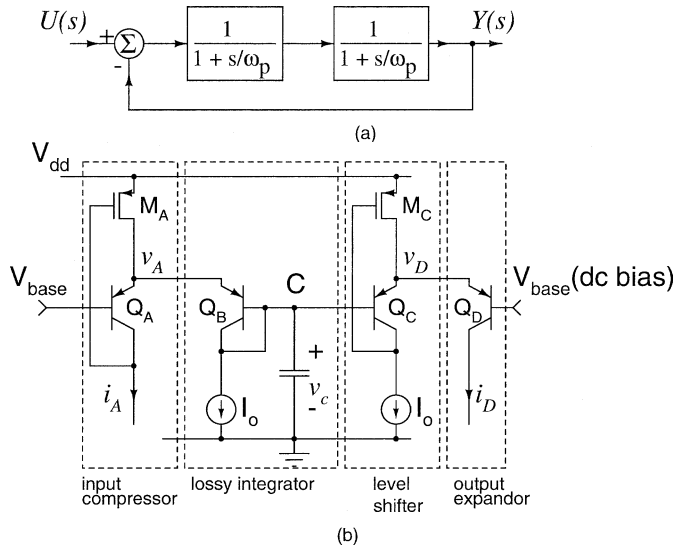 U(s) + Σ - 1 / 1 + s/ωp 1 / 1 + s/ωp Y(s)
(a)
Vdd
MA MC
vA vD
Vbase QA QB C QC QD Vbase(dc bias)
iA Io + vc - Io iD
input compressor
lossy integrator
level shifter
output expandor
(b)